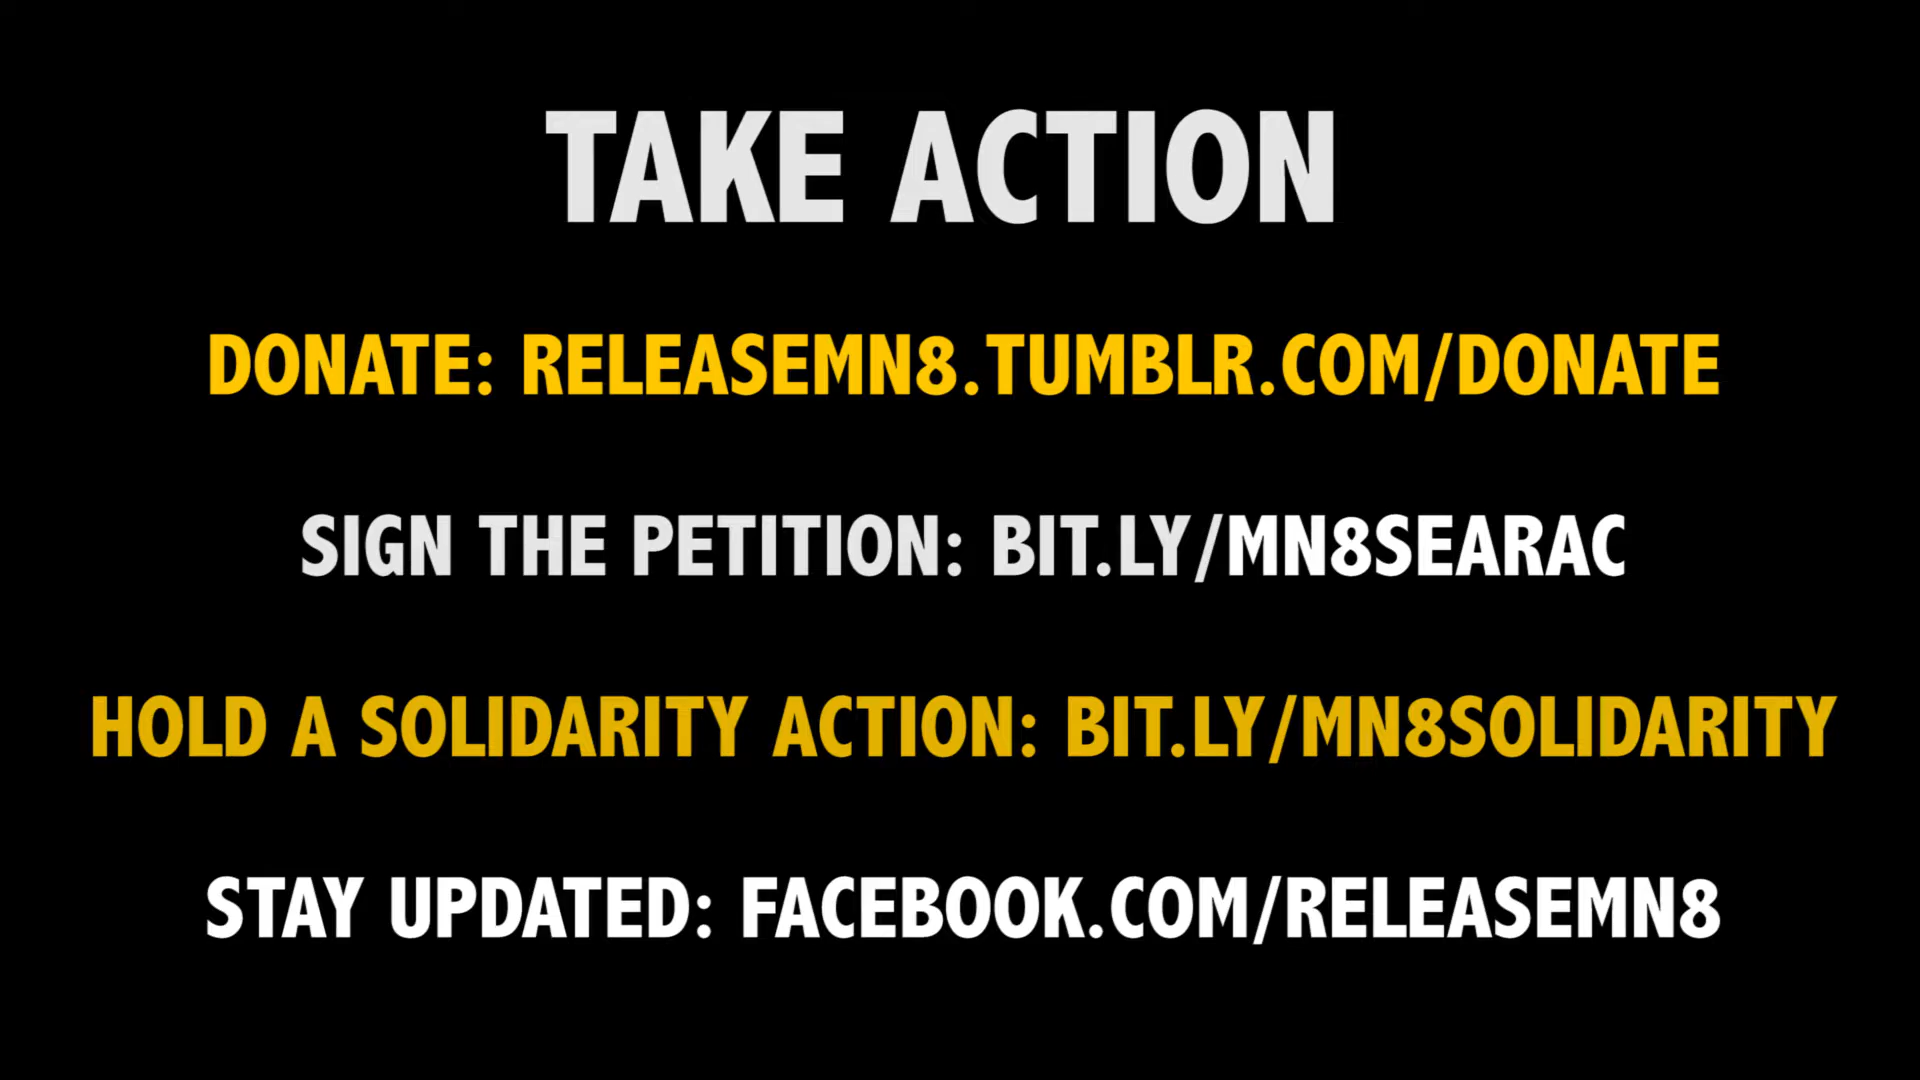 TAKE ACTION
DONATE: RELEASEMN8.TUMBLR.COM/DONATE
SIGN THE PETITION: BIT.LY/MN8SEARAC
HOLD A SOLIDARITY ACTION: BIT.LY/MN8SOLIDARITY
STAY UPDATED: FACEBOOK.COM/RELEASEMN8